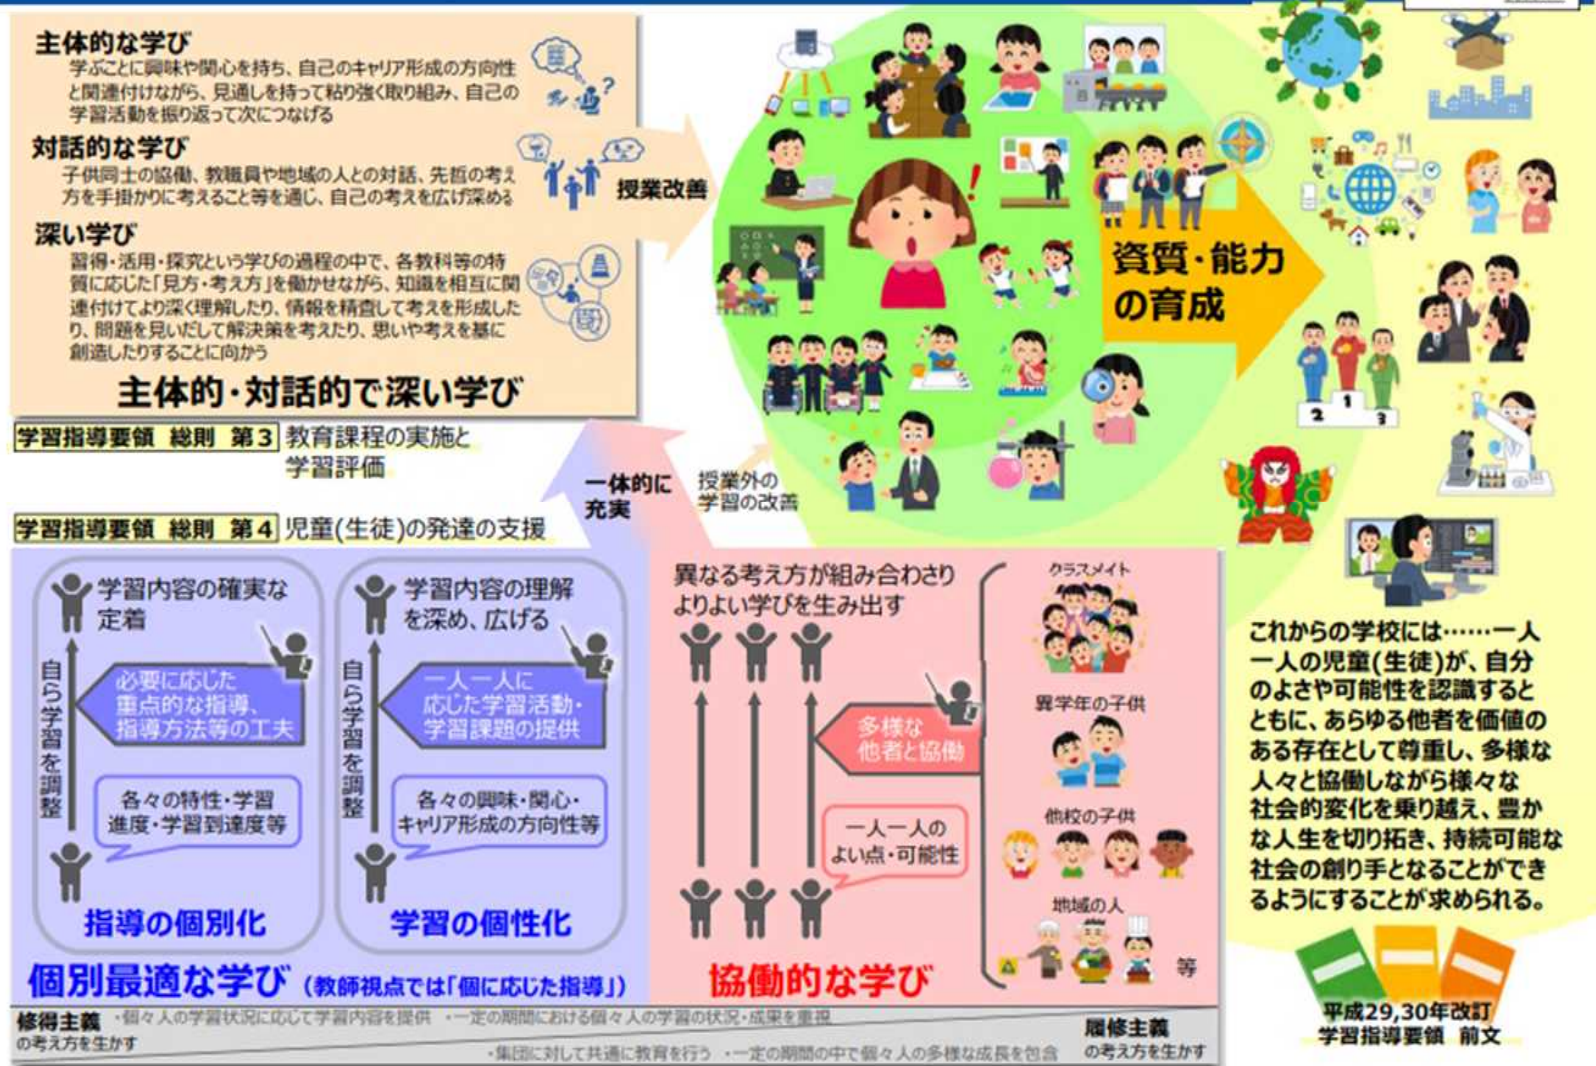 主体的な学び
学ぶことに興味や関心を持ち、自己のキャリア形成の方向性
と関連付けながら、見通しを持って粘り強く取り組み、自己の
学習活動を振り返って次につなげる
対話的な学び
子供同士の協働、教職員や地域の人との対話、先哲の考え
方を手掛かりに考えること等を通じ、自己の考えを広げ深める
深い学び
習得・活用・探究という学びの過程の中で、各教科等の特
質に応じた「見方・考え方」を働かせながら、知識を相互に関
連付けてより深く理解したり、情報を精査して考えを形成した
り、問題を見いだして解決策を考えたり、思いや考えを基に
創造したりすることに向かう
主体的・対話的で深い学び
授業改善
資質・能力
の育成
2 1 3
学習指導要領 総則 第3 教育課程の実施と
学習評価
一体的に
充実
授業外の
学習の改善
学習指導要領 総則 第4 児童(生徒)の発達の支援
学習内容の確実な
定着
自ら学習を調整
必要に応じた
重点的な指導、
指導方法等の工夫
各々の特性・学習
進度・学習到達度等
指導の個別化
学習内容の理解
を深め、広げる
自ら学習を調整
一人一人に
応じた学習活動・
学習課題の提供
各々の興味・関心・
キャリア形成の方向性等
学習の個性化
個別最適な学び(教師視点では「個に応じた指導」)
異なる考え方が組み合わさり
よりよい学びを生み出す
多様な
他者と協働
一人一人の
よい点・可能性
クラスメイト
異学年の子供
他校の子供
地域の人
等
協働的な学び
修得主義
の考え方を生かす
・個々人の学習状況に応じて学習内容を提供 ・一定の期間における個々人の学習の状況・成果を重視
・集団に対して共通に教育を行う ・一定の期間の中で個々人の多様な成長を包含
履修主義
の考え方を生かす
これからの学校には……一人
一人の児童(生徒)が、自分
のよさや可能性を認識すると
ともに、あらゆる他者を価値の
ある存在として尊重し、多様な
人々と協働しながら様々な
社会的変化を乗り越え、豊か
な人生を切り拓き、持続可能な
社会の創り手となることができ
るようにすることが求められる。
平成29,30年改訂
学習指導要領 前文